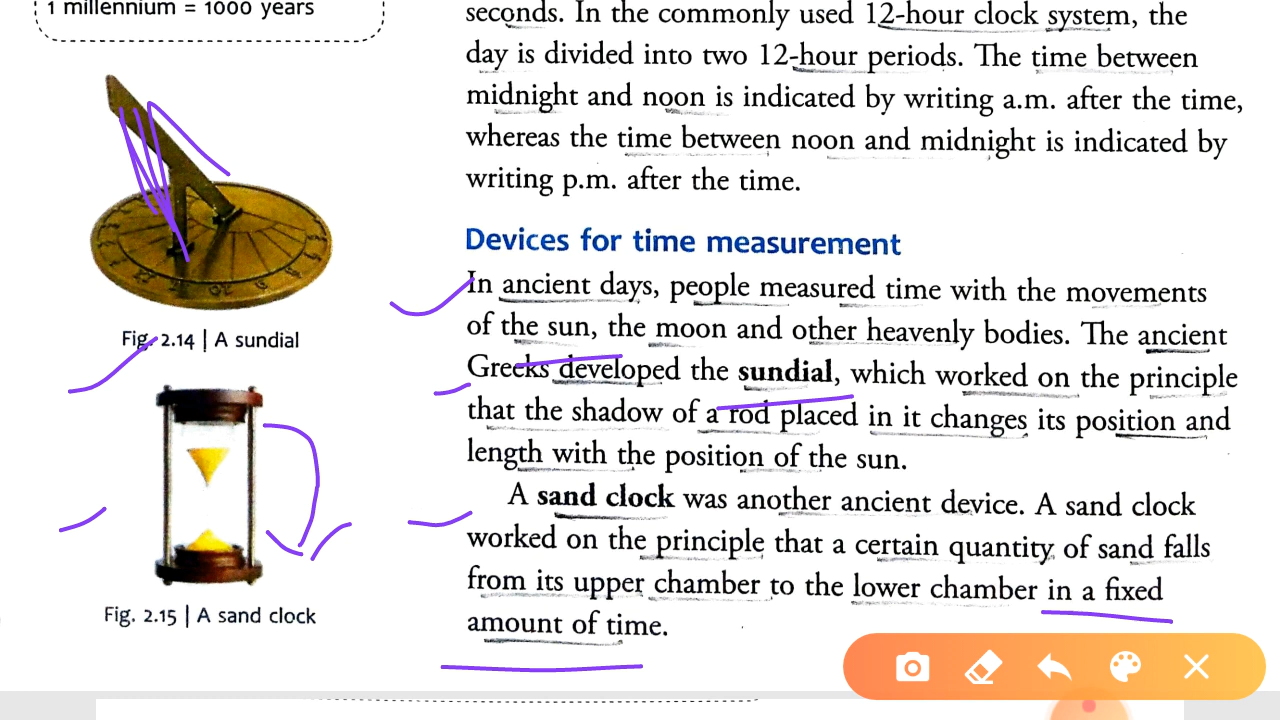 1 millennium = 1000 years
seconds. In the commonly used 12-hour clock system, the
day is divided into two 12-hour periods. The time between
midnight and noon is indicated by writing a.m. after the time,
whereas the time between noon and midnight is indicated by
writing p.m. after the time.
Fig. 2.14 | A sundial
Devices for time measurement
In ancient days, people measured time with the movements
of the sun, the moon and other heavenly bodies. The ancient
Greeks developed the sundial, which worked on the principle
that the shadow of a rod placed in it changes its position and
length with the position of the sun.
A sand clock was another ancient device. A sand clock
worked on the principle that a certain quantity of sand falls
from its upper chamber to the lower chamber in a fixed
amount of time.
Fig. 2.15 | A sand clock